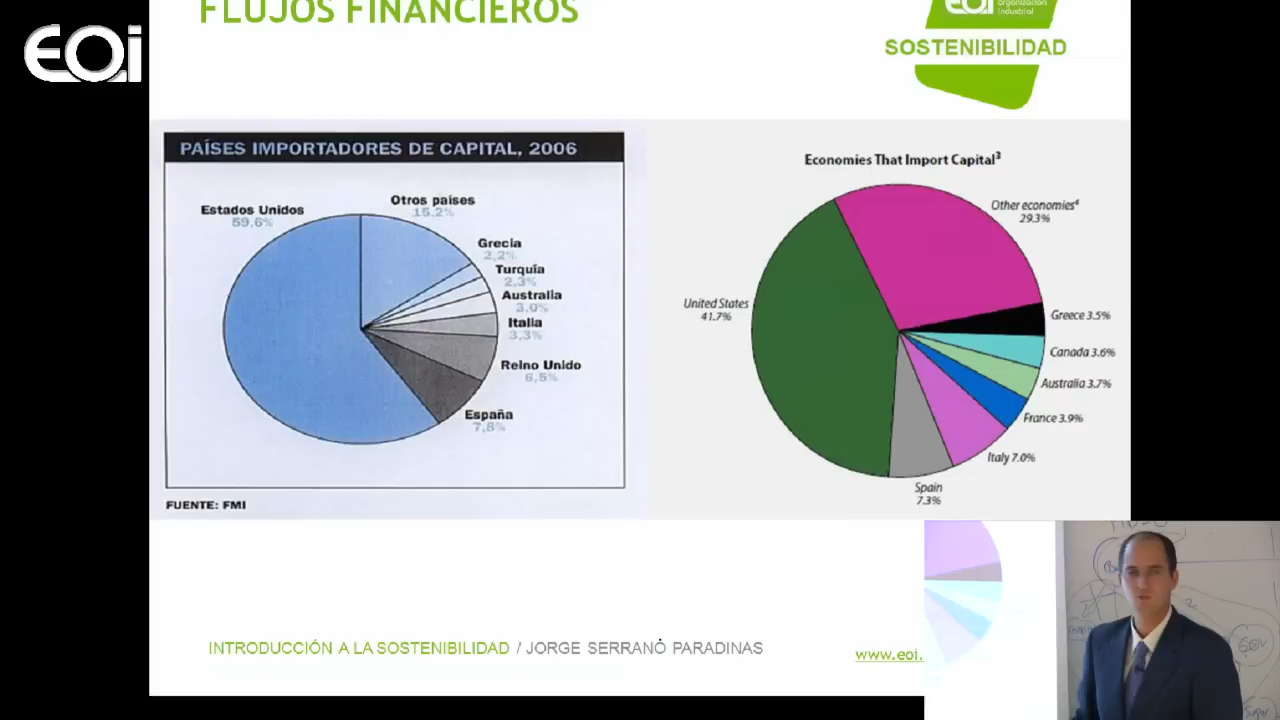 FLUJOS FINANCIEROS
EOi
organización
industrial
SOSTENIBILIDAD
EOi
PAÍSES IMPORTADORES DE CAPITAL, 2006
Estados Unidos
59,6%
Otros países
15,2%
Grecia
2,2%
Turquía
2,3%
Australia
3,0%
Italia
3,3%
Reino Unido
6,5%
España
7,8%
FUENTE: FMI
Economies That Import Capital³
Other economies⁴
29.3%
United States
41.7%
Greece 3.5%
Canada 3.6%
Australia 3.7%
France 3.9%
Italy 7.0%
Spain
7.3%
INTRODUCCIÓN A LA SOSTENIBILIDAD / JORGE SERRANO PARADINAS
www.eoi.